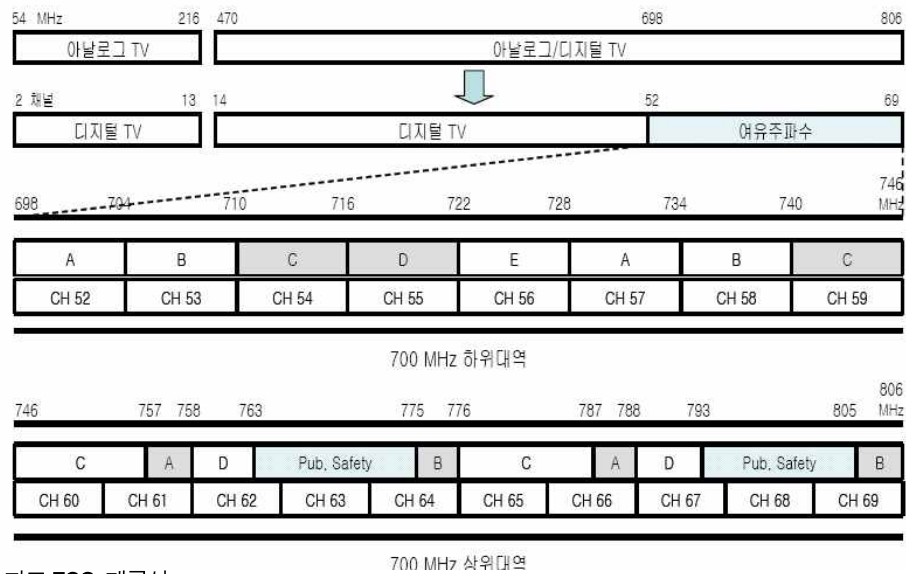 54 MHz 216 470 698 806
아날로그 TV 아날로그/디지털 TV
2 채널 13 14 52 69
디지털 TV 디지털 TV 여유주파수
698 704 710 716 722 728 734 740 746 MHz
A B C D E A B C
CH 52 CH 53 CH 54 CH 55 CH 56 CH 57 CH 58 CH 59
700 MHz 하위대역
746 757 758 763 775 776 787 788 793 805 806 MHz
C A D Pub, Safety B C A D Pub, Safety B
CH 60 CH 61 CH 62 CH 63 CH 64 CH 65 CH 66 CH 67 CH 68 CH 69
700 MHz 상위대역